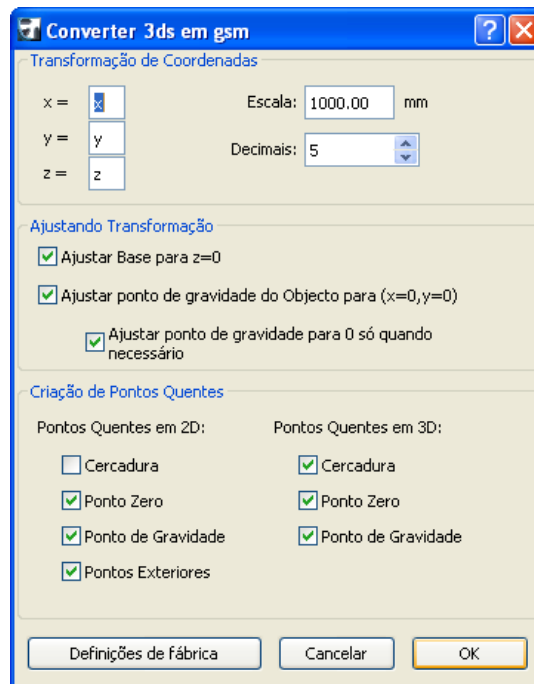 Converter 3ds em gsm
Transformação de Coordenadas
x = x Escala: 1000.00 mm
y = y Decimais: 5
z = z
Ajustando Transformação
Ajustar Base para z=0
Ajustar ponto de gravidade do Objecto para (x=0,y=0)
Ajustar ponto de gravidade para 0 só quando
necessário
Criação de Pontos Quentes
Pontos Quentes em 2D: Pontos Quentes em 3D:
Cercadura Cercadura
Ponto Zero Ponto Zero
Ponto de Gravidade Ponto de Gravidade
Pontos Exteriores
Definições de fábrica Cancelar OK